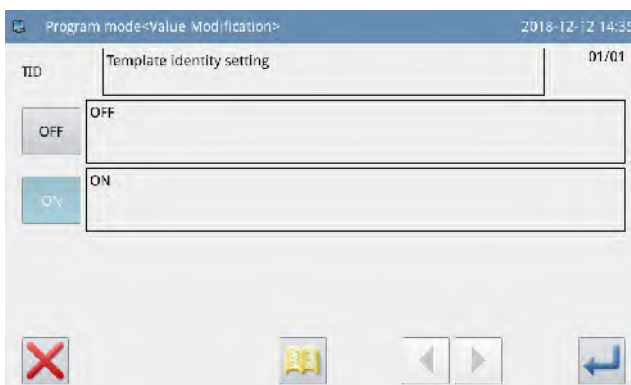 Program mode<Value Modification> 2018-12-12 14:35
TID Template identity setting 01/01
OFF OFF
ON ON